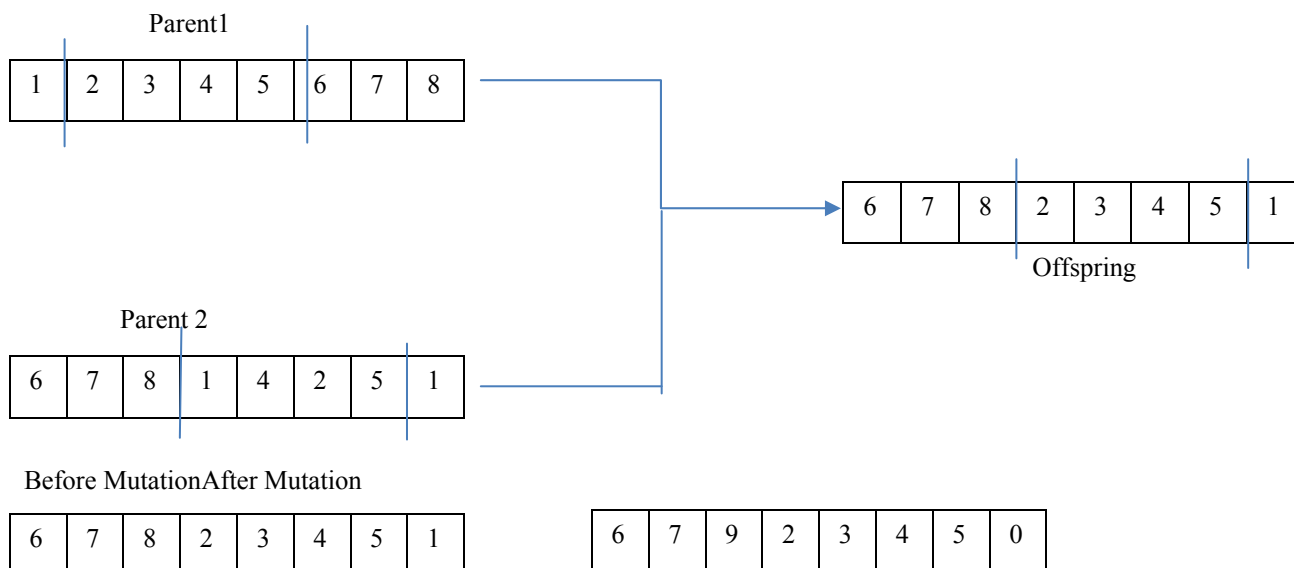 Parent1
1 2 3 4 5 6 7 8
6 7 8 2 3 4 5 1
Offspring
Parent 2
6 7 8 1 4 2 5 1
Before MutationAfter Mutation
6 7 8 2 3 4 5 1
6 7 9 2 3 4 5 0